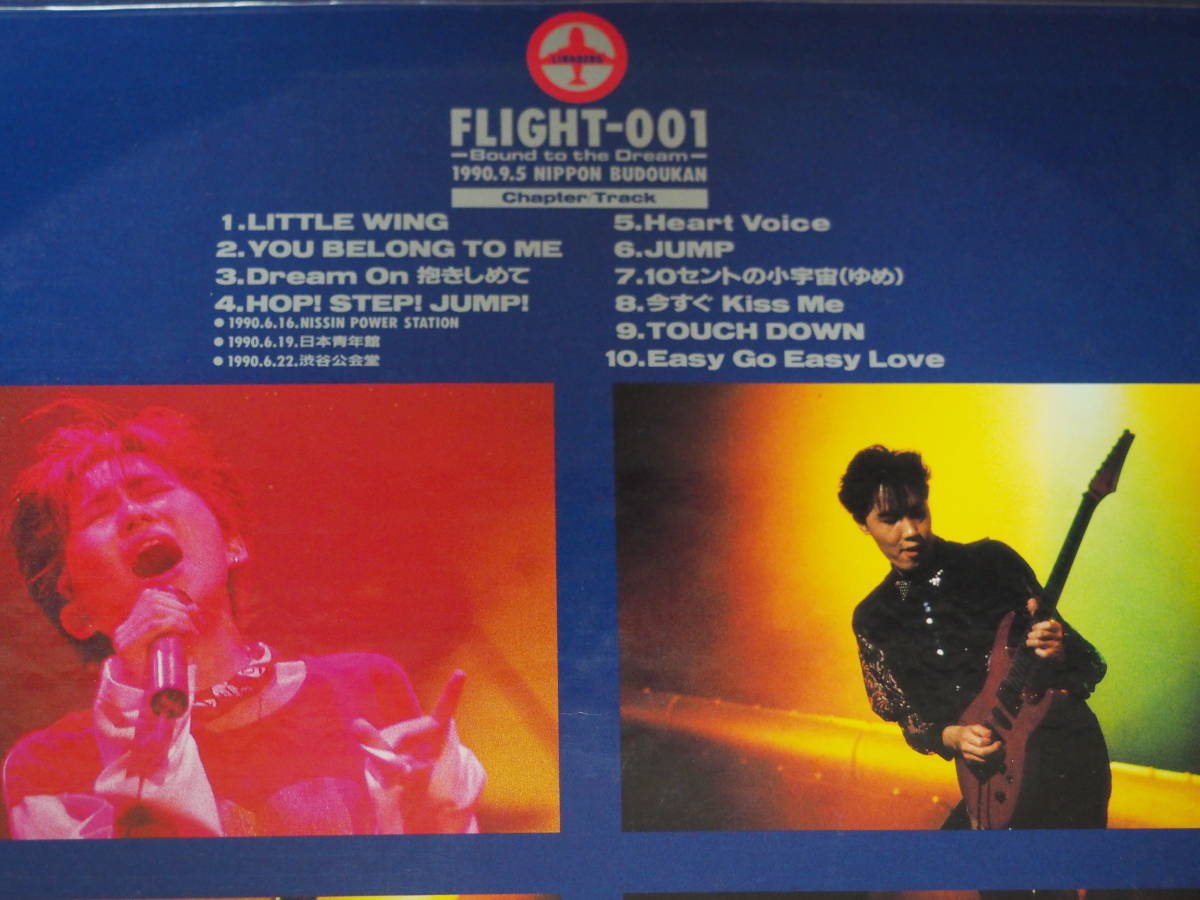 LINDBERG
FLIGHT-001
–Bound to the Dream–
1990.9.5 NIPPON BUDOUKAN
Chapter/Track
1.LITTLE WING
2.YOU BELONG TO ME
3.Dream On 抱きしめて
4.HOP! STEP! JUMP!
● 1990.6.16.NISSIN POWER STATION
● 1990.6.19.日本青年館
● 1990.6.22.渋谷公会堂
5.Heart Voice
6.JUMP
7.10セントの小宇宙(ゆめ)
8.今すぐ Kiss Me
9.TOUCH DOWN
10.Easy Go Easy Love